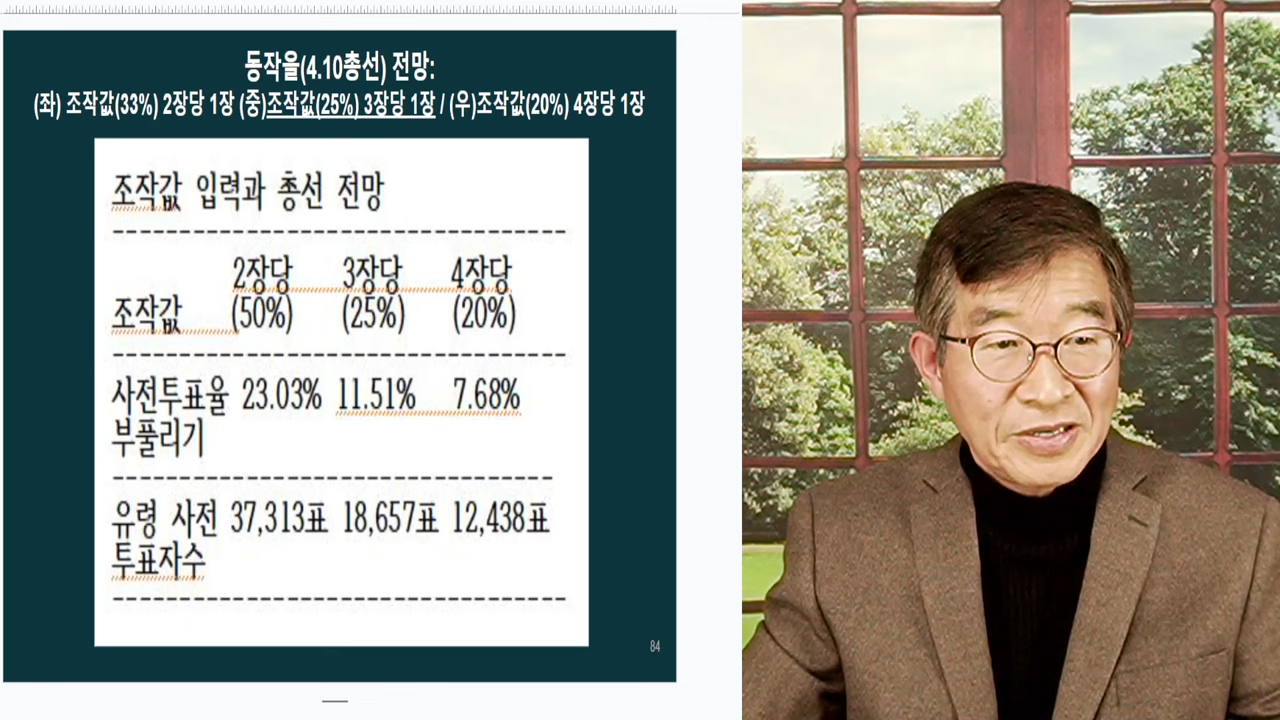 동작을(4.10총선) 전망:
(좌) 조작값(33%) 2장당 1장 (중)조작값(25%) 3장당 1장 / (우)조작값(20%) 4장당 1장
조작값 입력과 총선 전망
2장당 3장당 4장당
조작값 (50%) (25%) (20%)
사전투표율 23.03% 11.51% 7.68%
부풀리기
유령 사전 37,313표 18,657표 12,438표
투표자수
84